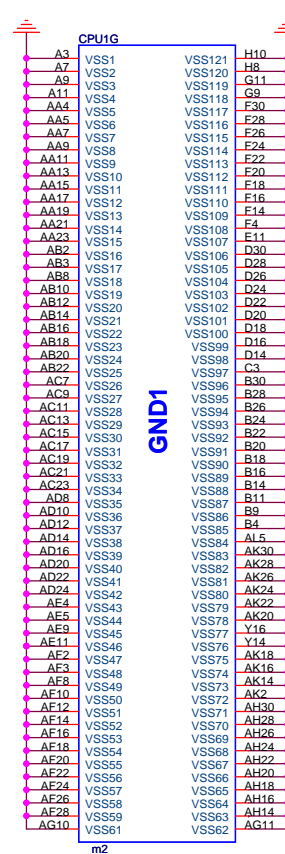 CPU1G
A3 VSS1 VSS121 H10
A7 VSS2 VSS120 H8
A9 VSS3 VSS119 G11
A11 VSS4 VSS118 G9
AA4 VSS5 VSS117 F30
AA5 VSS6 VSS116 F28
AA7 VSS7 VSS115 F26
AA9 VSS8 VSS114 F24
AA11 VSS9 VSS113 F22
AA13 VSS10 VSS112 F20
AA15 VSS11 VSS111 F18
AA17 VSS12 VSS110 F16
AA19 VSS13 VSS109 F14
AA21 VSS14 VSS108 F4
AA23 VSS15 VSS107 E11
AB2 VSS16 VSS106 D30
AB3 VSS17 VSS105 D28
AB8 VSS18 VSS104 D26
AB10 VSS19 VSS103 D24
AB12 VSS20 VSS102 D22
AB14 VSS21 VSS101 D20
AB16 VSS22 VSS100 D18
AB18 VSS23 VSS99 D16
AB20 VSS24 VSS98 D14
AB22 VSS25 VSS97 C3
AC7 VSS26 VSS96 B30
AC9 VSS27 VSS95 B28
AC11 VSS28 VSS94 B26
AC13 VSS29 VSS93 B24
AC15 VSS30 VSS92 B22
AC17 VSS31 VSS91 B20
AC19 VSS32 VSS90 B18
AC21 VSS33 VSS89 B16
AC23 VSS34 VSS88 B14
AD8 VSS35 VSS87 B11
AD10 VSS36 VSS86 B9
AD12 VSS37 VSS85 B4
AD14 VSS38 VSS84 AL5
AD16 VSS39 VSS83 AK30
AD20 VSS40 VSS82 AK28
AD22 VSS41 VSS81 AK26
AD24 VSS42 VSS80 AK24
AE4 VSS43 VSS79 AK22
AE5 VSS44 VSS78 AK20
AE9 VSS45 VSS77 Y16
AE11 VSS46 VSS76 Y14
AF2 VSS47 VSS75 AK18
AF3 VSS48 VSS74 AK16
AF8 VSS49 VSS73 AK14
AF10 VSS50 VSS72 AK2
AF12 VSS51 VSS71 AH30
AF14 VSS52 VSS70 AH28
AF16 VSS53 VSS69 AH26
AF18 VSS54 VSS68 AH24
AF20 VSS55 VSS67 AH22
AF22 VSS56 VSS66 AH20
AF24 VSS57 VSS65 AH18
AF26 VSS58 VSS64 AH16
AF28 VSS59 VSS63 AH14
AG10 VSS61 VSS62 AG11
GND1
m2